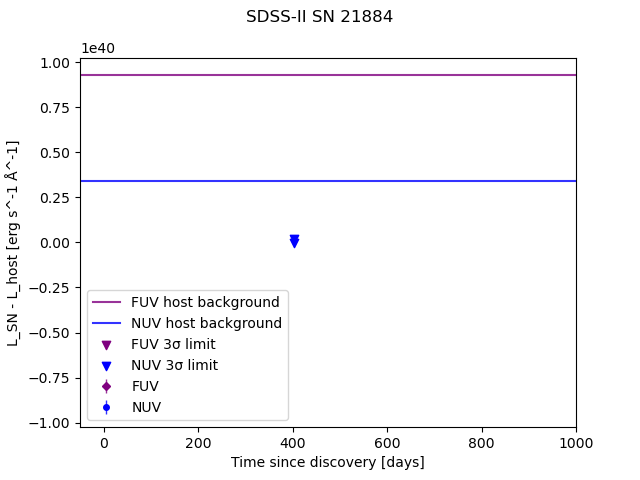 SDSS-II SN 21884
1e40
1.00
0.75
0.50
0.25
0.00
−0.25
−0.50
−0.75
−1.00
L_SN - L_host [erg s^-1 Å^-1]
FUV host background
NUV host background
FUV 3σ limit
NUV 3σ limit
FUV
NUV
0 200 400 600 800 1000
Time since discovery [days]